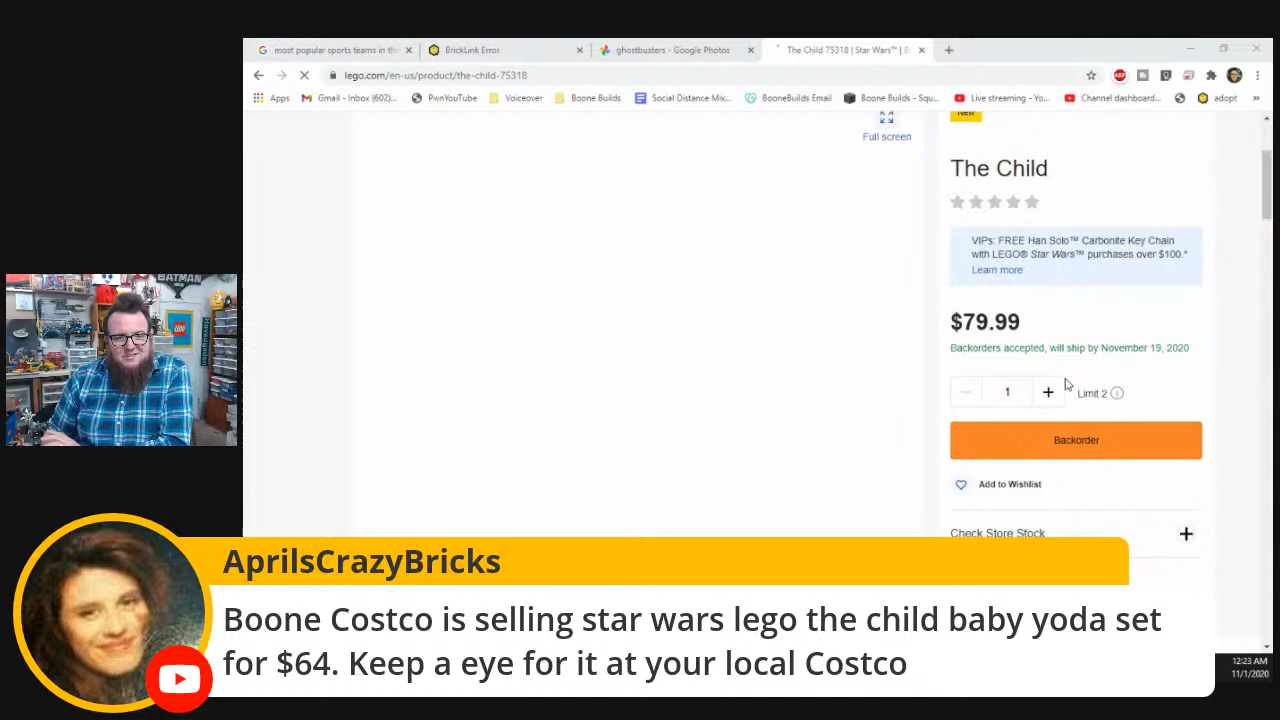 most popular sports teams in th
BrickLink Error
ghostbusters - Google Photos
The Child 75318 | Star Wars™ | B
lego.com/en-us/product/the-child-75318
Apps
Gmail - Inbox (602)...
PwnYouTube
Voiceover
Boone Builds
Social Distance Mix...
BooneBuilds Email
Boone Builds - Squ...
Live streaming - Yo...
Channel dashboard...
adopt
»
New
Full screen
The Child
VIPs: FREE Han Solo™ Carbonite Key Chain
with LEGO® Star Wars™ purchases over $100.*
Learn more
$79.99
Backorders accepted, will ship by November 19, 2020
1
Limit 2
Backorder
Add to Wishlist
Check Store Stock
BATMAN
LEGO
AprilsCrazyBricks
Boone Costco is selling star wars lego the child baby yoda set
for $64. Keep a eye for it at your local Costco
12:23 AM
11/1/2020